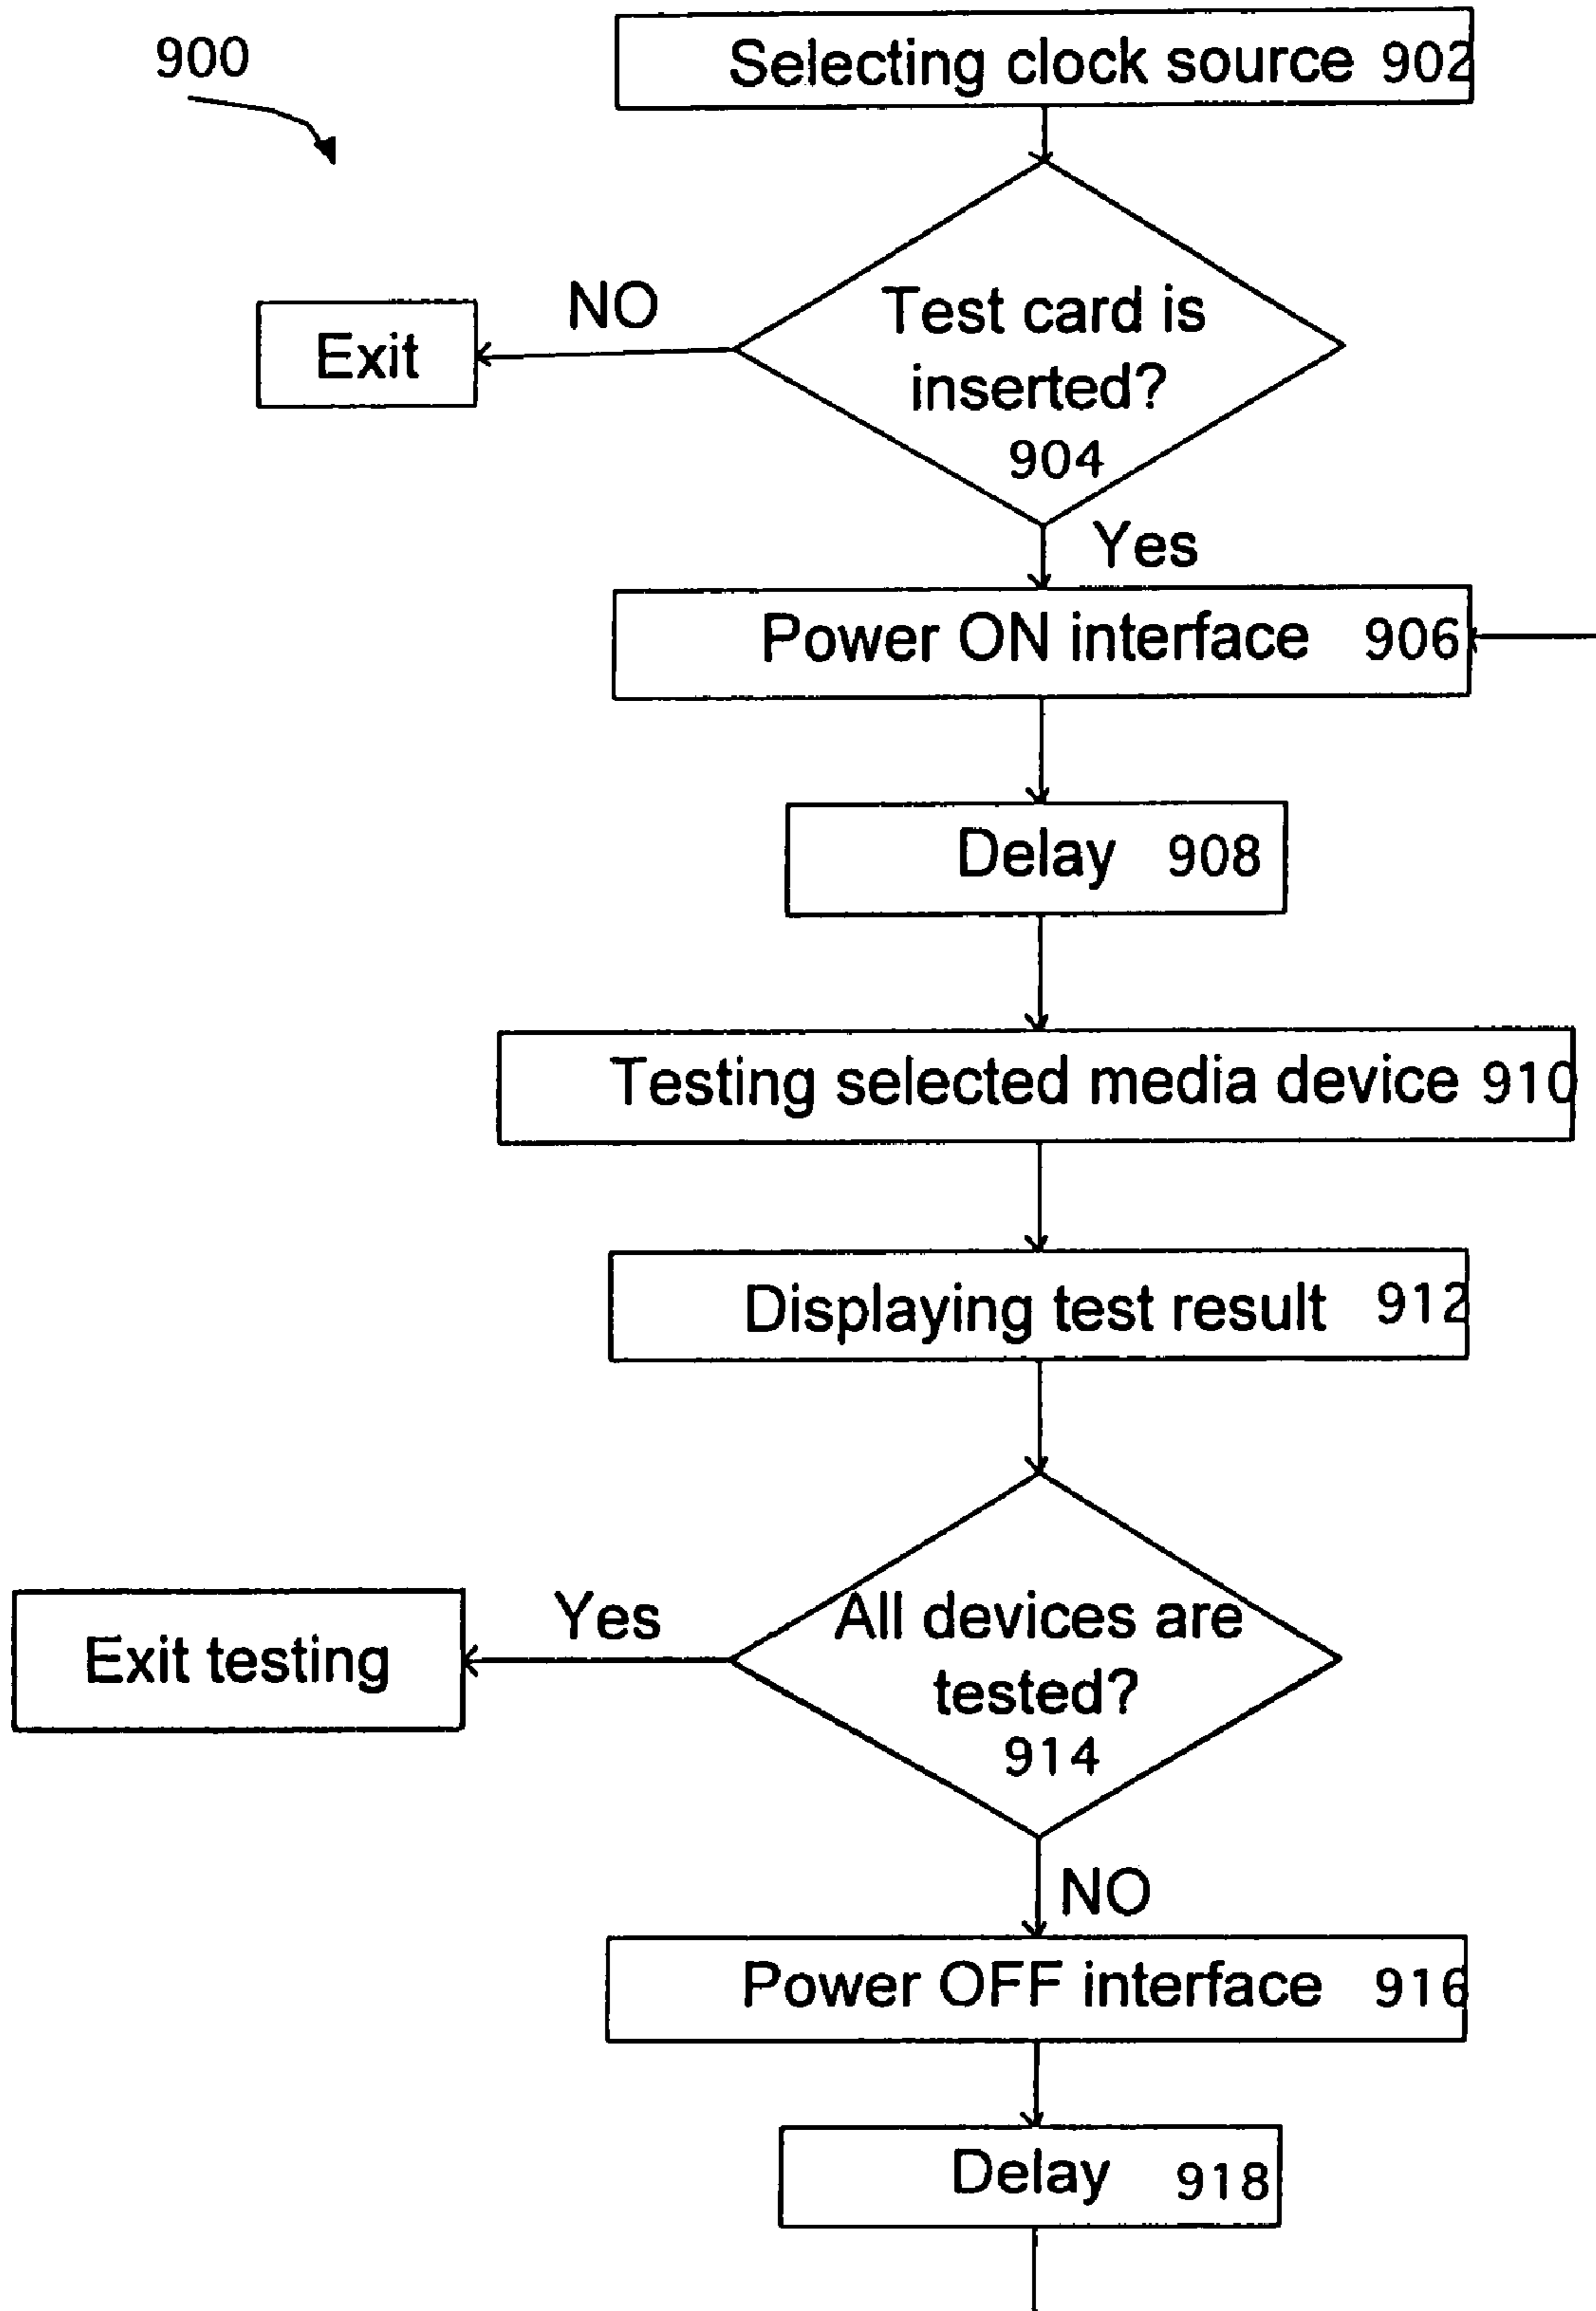 900
Selecting clock source 902
Test card is
inserted?
904
NO
Exit
Yes
Power ON interface 906
Delay 908
Testing selected media device 910
Displaying test result 912
All devices are
tested?
914
Yes
Exit testing
NO
Power OFF interface 916
Delay 918